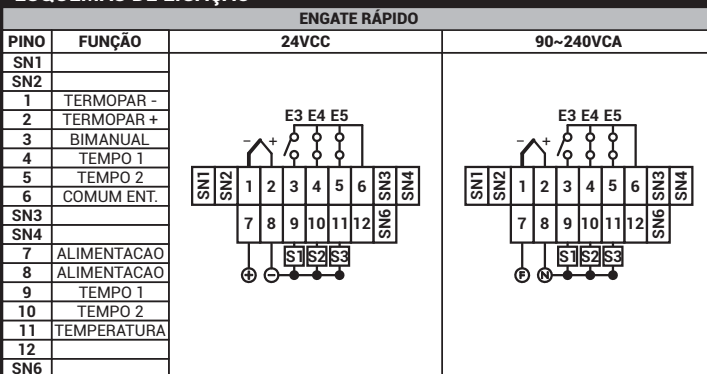 ESQUEMAS DE LIGAÇÃO
ENGATE RÁPIDO
PINO FUNÇÃO 24VCC 90~240VCA
SN1
SN2
1 TERMOPAR -
2 TERMOPAR +
3 BIMANUAL
4 TEMPO 1
5 TEMPO 2
6 COMUM ENT.
SN3
SN4
7 ALIMENTACAO
8 ALIMENTACAO
9 TEMPO 1
10 TEMPO 2
11 TEMPERATURA
12
SN6
E3 E4 E5
- +
SN1 SN2 1 2 3 4 5 6 SN3 SN4
7 8 9 10 11 12 SN6
S1 S2 S3
+ -
E3 E4 E5
- +
SN1 SN2 1 2 3 4 5 6 SN3 SN4
7 8 9 10 11 12 SN6
S1 S2 S3
F N